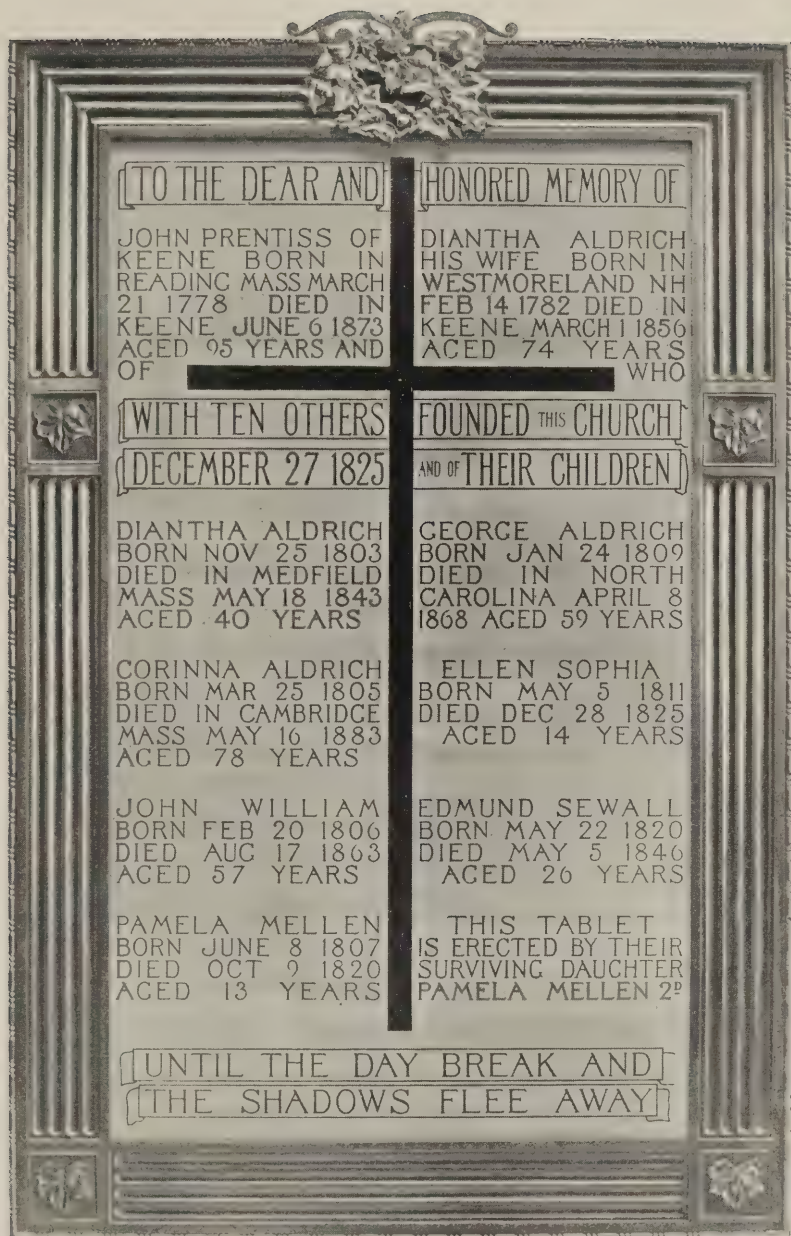 TO THE DEAR AND HONORED MEMORY OF
JOHN PRENTISS OF
KEENE BORN IN
READING MASS MARCH
21 1778 DIED IN
KEENE JUNE 6 1873
AGED 95 YEARS AND
OF
DIANTHA ALDRICH
HIS WIFE BORN IN
WESTMORELAND NH
FEB 14 1782 DIED IN
KEENE MARCH 1 1856
AGED 74 YEARS
WHO
WITH TEN OTHERS FOUNDED THIS CHURCH
DECEMBER 27 1825 AND OF THEIR CHILDREN
DIANTHA ALDRICH
BORN NOV 25 1803
DIED IN MEDFIELD
MASS MAY 18 1843
AGED 40 YEARS
CORINNA ALDRICH
BORN MAR 25 1805
DIED IN CAMBRIDGE
MASS MAY 16 1883
AGED 78 YEARS
JOHN WILLIAM
BORN FEB 20 1806
DIED AUG 17 1863
AGED 57 YEARS
PAMELA MELLEN
BORN JUNE 8 1807
DIED OCT 9 1820
AGED 13 YEARS
GEORGE ALDRICH
BORN JAN 24 1809
DIED IN NORTH
CAROLINA APRIL 8
1868 AGED 59 YEARS
ELLEN SOPHIA
BORN MAY 5 1811
DIED DEC 28 1825
AGED 14 YEARS
EDMUND SEWALL
BORN MAY 22 1820
DIED MAY 5 1846
AGED 26 YEARS
THIS TABLET
IS ERECTED BY THEIR
SURVIVING DAUGHTER
PAMELA MELLEN 2D
UNTIL THE DAY BREAK AND
THE SHADOWS FLEE AWAY